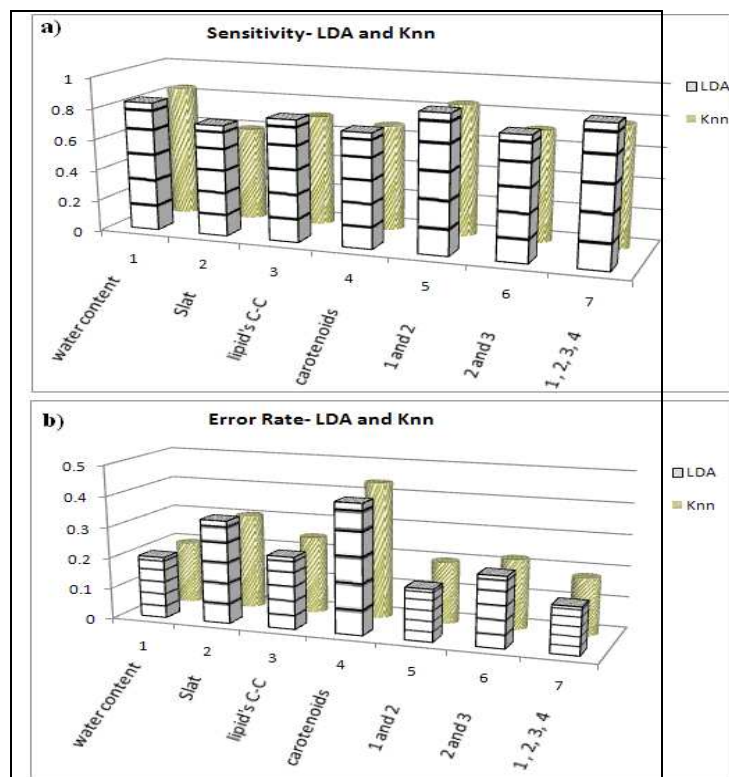 a)
Sensitivity- LDA and Knn
1
0.8
0.6
0.4
0.2
0
LDA
Knn
1 2 3 4 5 6 7
water content
Slat
lipid's C-C
carotenoids
1 and 2
2 and 3
1 , 2, 3, 4
b)
Error Rate- LDA and Knn
0.5
0.4
0.3
0.2
0.1
0
LDA
Knn
1 2 3 4 5 6 7
water content
Slat
lipid's C-C
carotenoids
1 and 2
2 and 3
1 , 2, 3, 4